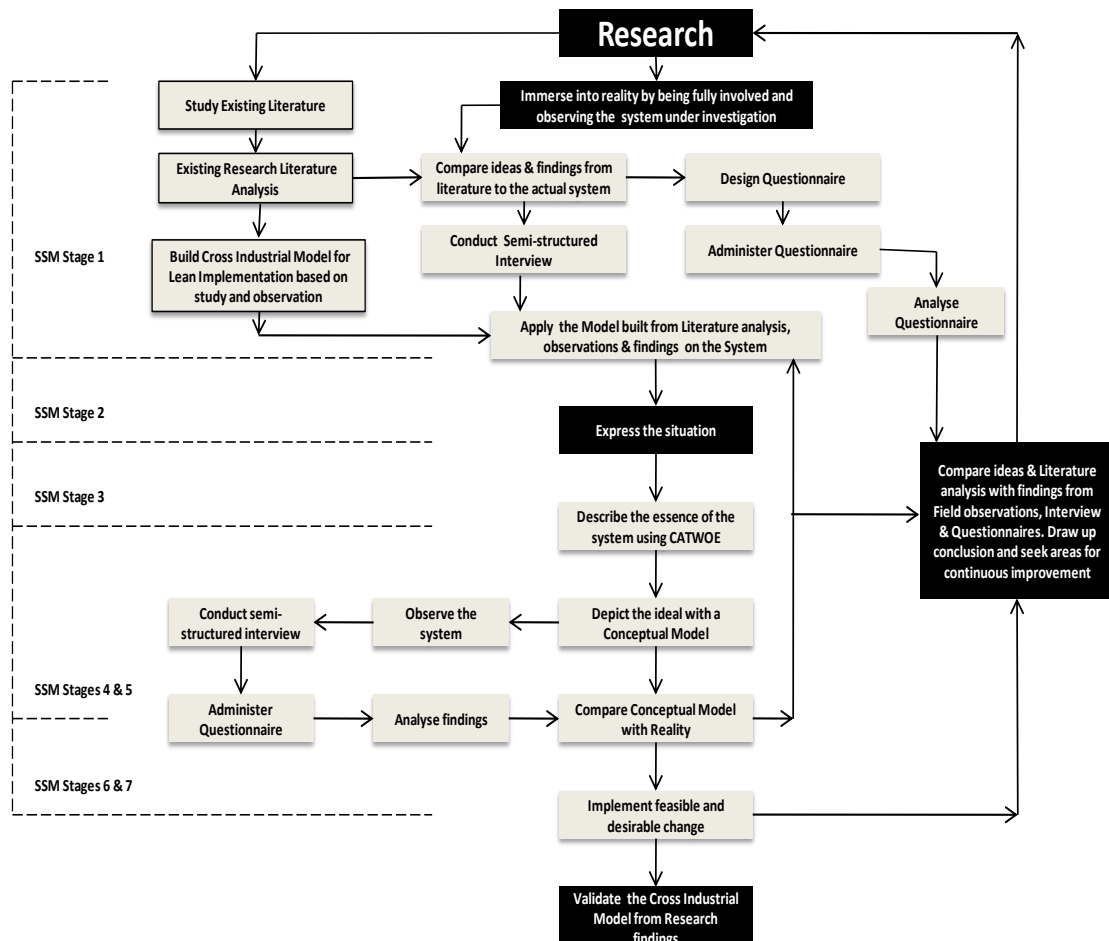 Research
Immerse into reality by being fully involved and
observing the system under investigation
Study Existing Literature
Existing Research Literature
Analysis
Compare ideas & findings from
literature to the actual system
Design Questionnaire
SSM Stage 1
Build Cross Industrial Model for
Lean Implementation based on
study and observation
Conduct Semi-structured
Interview
Administer Questionnaire
Analyse
Questionnaire
Apply the Model built from Literature analysis,
observations & findings on the System
SSM Stage 2
Express the situation
SSM Stage 3
Describe the essence of the
system using CATWOE
Compare ideas & Literature
analysis with findings from
Field observations, Interview
& Questionnaires. Draw up
conclusion and seek areas for
continuous improvement
Conduct semi-
structured interview
Observe the
system
Depict the ideal with a
Conceptual Model
SSM Stages 4 & 5
Administer
Questionnaire
Analyse findings
Compare Conceptual Model
with Reality
SSM Stages 6 & 7
Implement feasible and
desirable change
Validate the Cross Industrial
Model from Research
findings